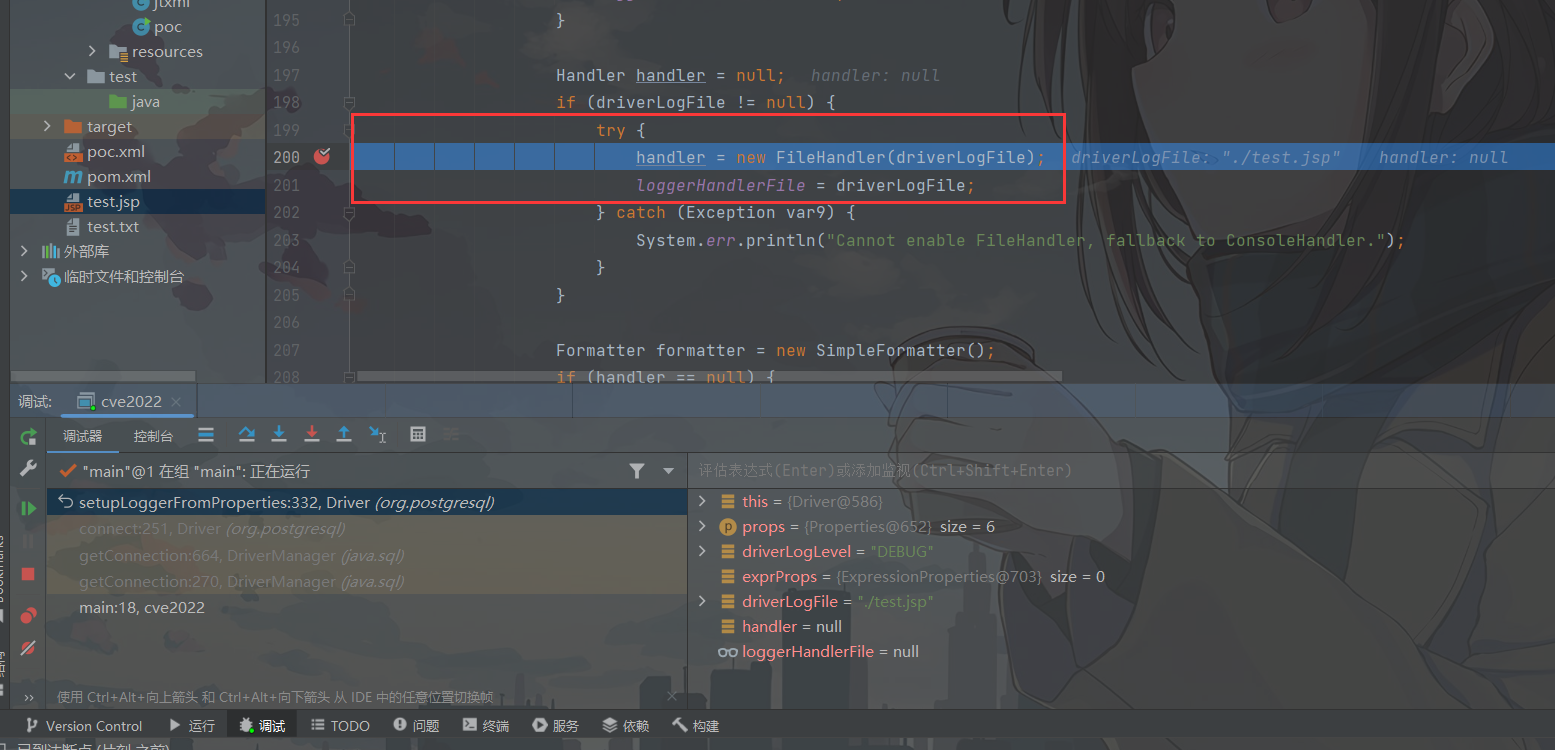 jtxml
poc
resources
test
java
target
poc.xml
pom.xml
test.jsp
test.txt
外部库
临时文件和控制台
195 }
196
197 Handler handler = null; handler: null
198 if (driverLogFile != null) {
199 try {
200 handler = new FileHandler(driverLogFile); driverLogFile: "./test.jsp" handler: null
201 loggerHandlerFile = driverLogFile;
202 } catch (Exception var9) {
203 System.err.println("Cannot enable FileHandler, fallback to ConsoleHandler.");
204 }
205 }
206
207 Formatter formatter = new SimpleFormatter();
208 if (handler == null) {
调试: cve2022
调试器 控制台
"main"@1 在组 "main": 正在运行
评估表达式(Enter)或添加监视(Ctrl+Shift+Enter)
setupLoggerFromProperties:332, Driver (org.postgresql)
connect:251, Driver (org.postgresql)
getConnection:664, DriverManager (java.sql)
getConnection:270, DriverManager (java.sql)
main:18, cve2022
this = {Driver@586}
props = {Properties@652} size = 6
driverLogLevel = "DEBUG"
exprProps = {ExpressionProperties@703} size = 0
driverLogFile = "./test.jsp"
handler = null
loggerHandlerFile = null
使用 Ctrl+Alt+向上箭头 和 Ctrl+Alt+向下箭头 从 IDE 中的任意位置切换帧
Version Control 运行 调试 TODO 问题 终端 服务 依赖 构建
已到达断点 (片刻 之前)